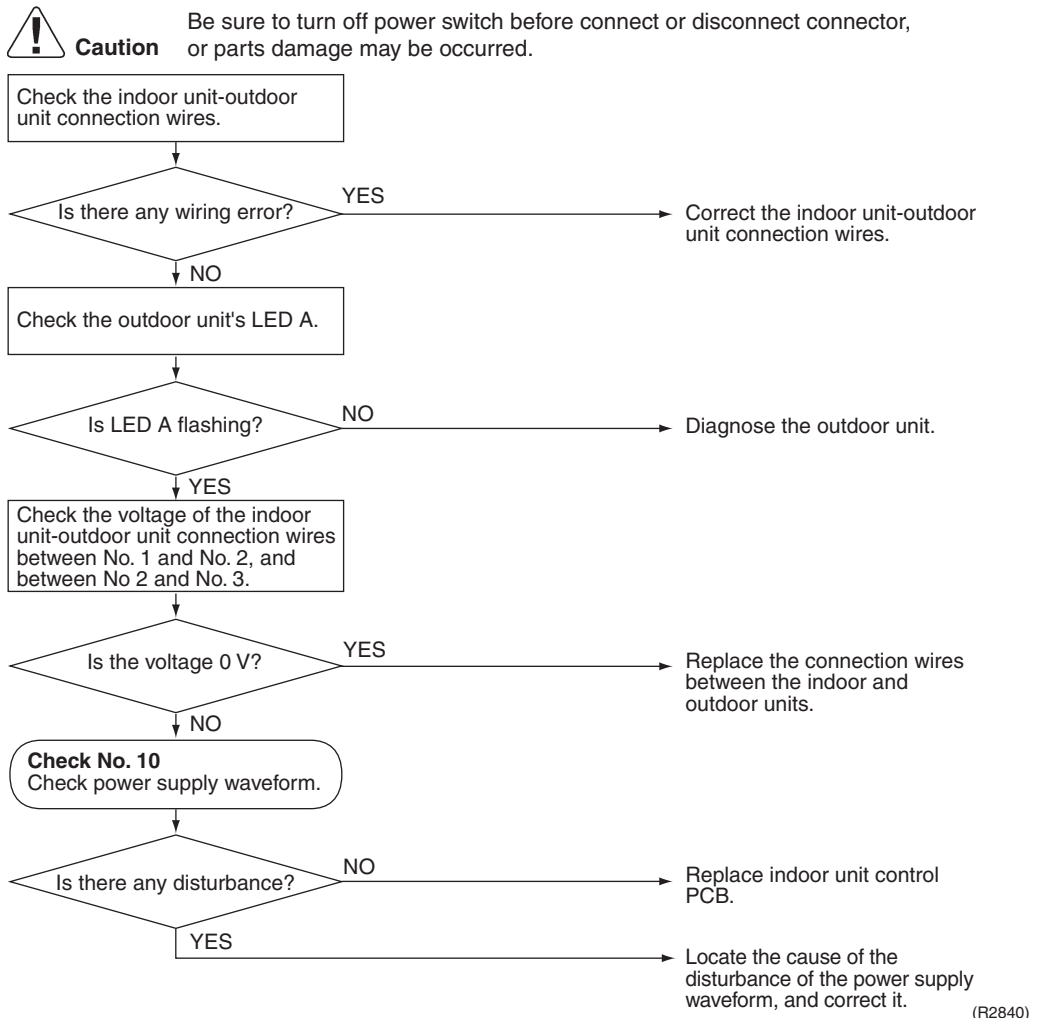 Be sure to turn off power switch before connect or disconnect connector,
Caution or parts damage may be occurred.
Check the indoor unit-outdoor
unit connection wires.
Is there any wiring error?
YES
Correct the indoor unit-outdoor
unit connection wires.
NO
Check the outdoor unit's LED A.
Is LED A flashing?
NO
Diagnose the outdoor unit.
YES
Check the voltage of the indoor
unit-outdoor unit connection wires
between No. 1 and No. 2, and
between No 2 and No. 3.
Is the voltage 0 V?
YES
Replace the connection wires
between the indoor and
outdoor units.
NO
Check No. 10
Check power supply waveform.
Is there any disturbance?
NO
Replace indoor unit control
PCB.
YES
Locate the cause of the
disturbance of the power supply
waveform, and correct it.
(R2840)